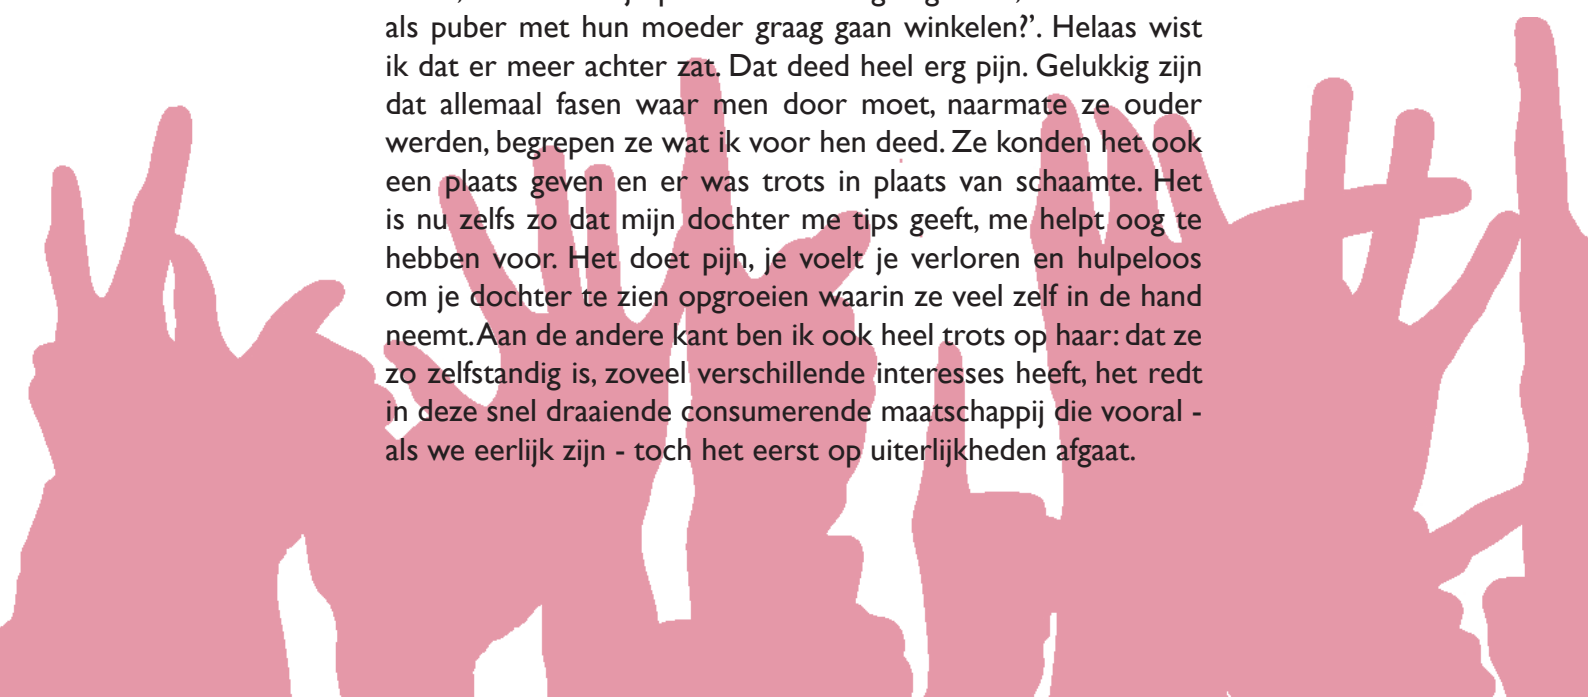 als puber met hun moeder graag gaan winkelen?’. Helaas wist
ik dat er meer achter zat. Dat deed heel erg pijn. Gelukkig zijn
dat allemaal fasen waar men door moet, naarmate ze ouder
werden, begrepen ze wat ik voor hen deed. Ze konden het ook
een plaats geven en er was trots in plaats van schaamte. Het
is nu zelfs zo dat mijn dochter me tips geeft, me helpt oog te
hebben voor. Het doet pijn, je voelt je verloren en hulpeloos
om je dochter te zien opgroeien waarin ze veel zelf in de hand
neemt. Aan de andere kant ben ik ook heel trots op haar: dat ze
zo zelfstandig is, zoveel verschillende interesses heeft, het redt
in deze snel draaiende consumerende maatschappij die vooral -
als we eerlijk zijn - toch het eerst op uiterlijkheden afgaat.